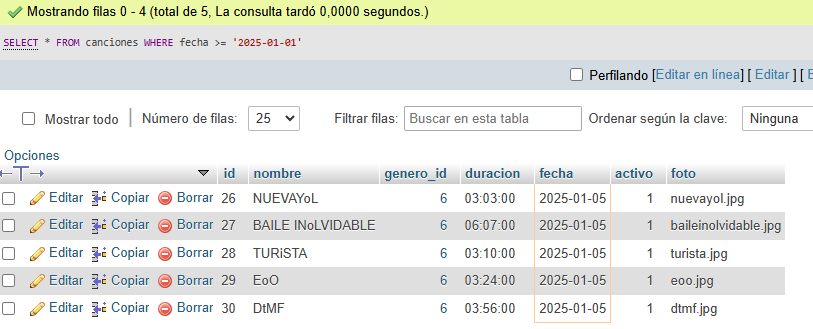 Mostrando filas 0 - 4 (total de 5, La consulta tardó 0,0000 segundos.)
SELECT * FROM canciones WHERE fecha >= '2025-01-01'
Perfilando [Editar en línea] [ Editar ] [ E
Mostrar todo | Número de filas: 25 Filtrar filas: Buscar en esta tabla Ordenar según la clave: Ninguna
Opciones
←T→ id nombre genero_id duracion fecha activo foto
Editar Copiar Borrar 26 NUEVAYoL 6 03:03:00 2025-01-05 1 nuevayol.jpg
Editar Copiar Borrar 27 BAILE INoLVIDABLE 6 06:07:00 2025-01-05 1 baileinolvidable.jpg
Editar Copiar Borrar 28 TURiSTA 6 03:10:00 2025-01-05 1 turista.jpg
Editar Copiar Borrar 29 EoO 6 03:24:00 2025-01-05 1 eoo.jpg
Editar Copiar Borrar 30 DtMF 6 03:56:00 2025-01-05 1 dtmf.jpg